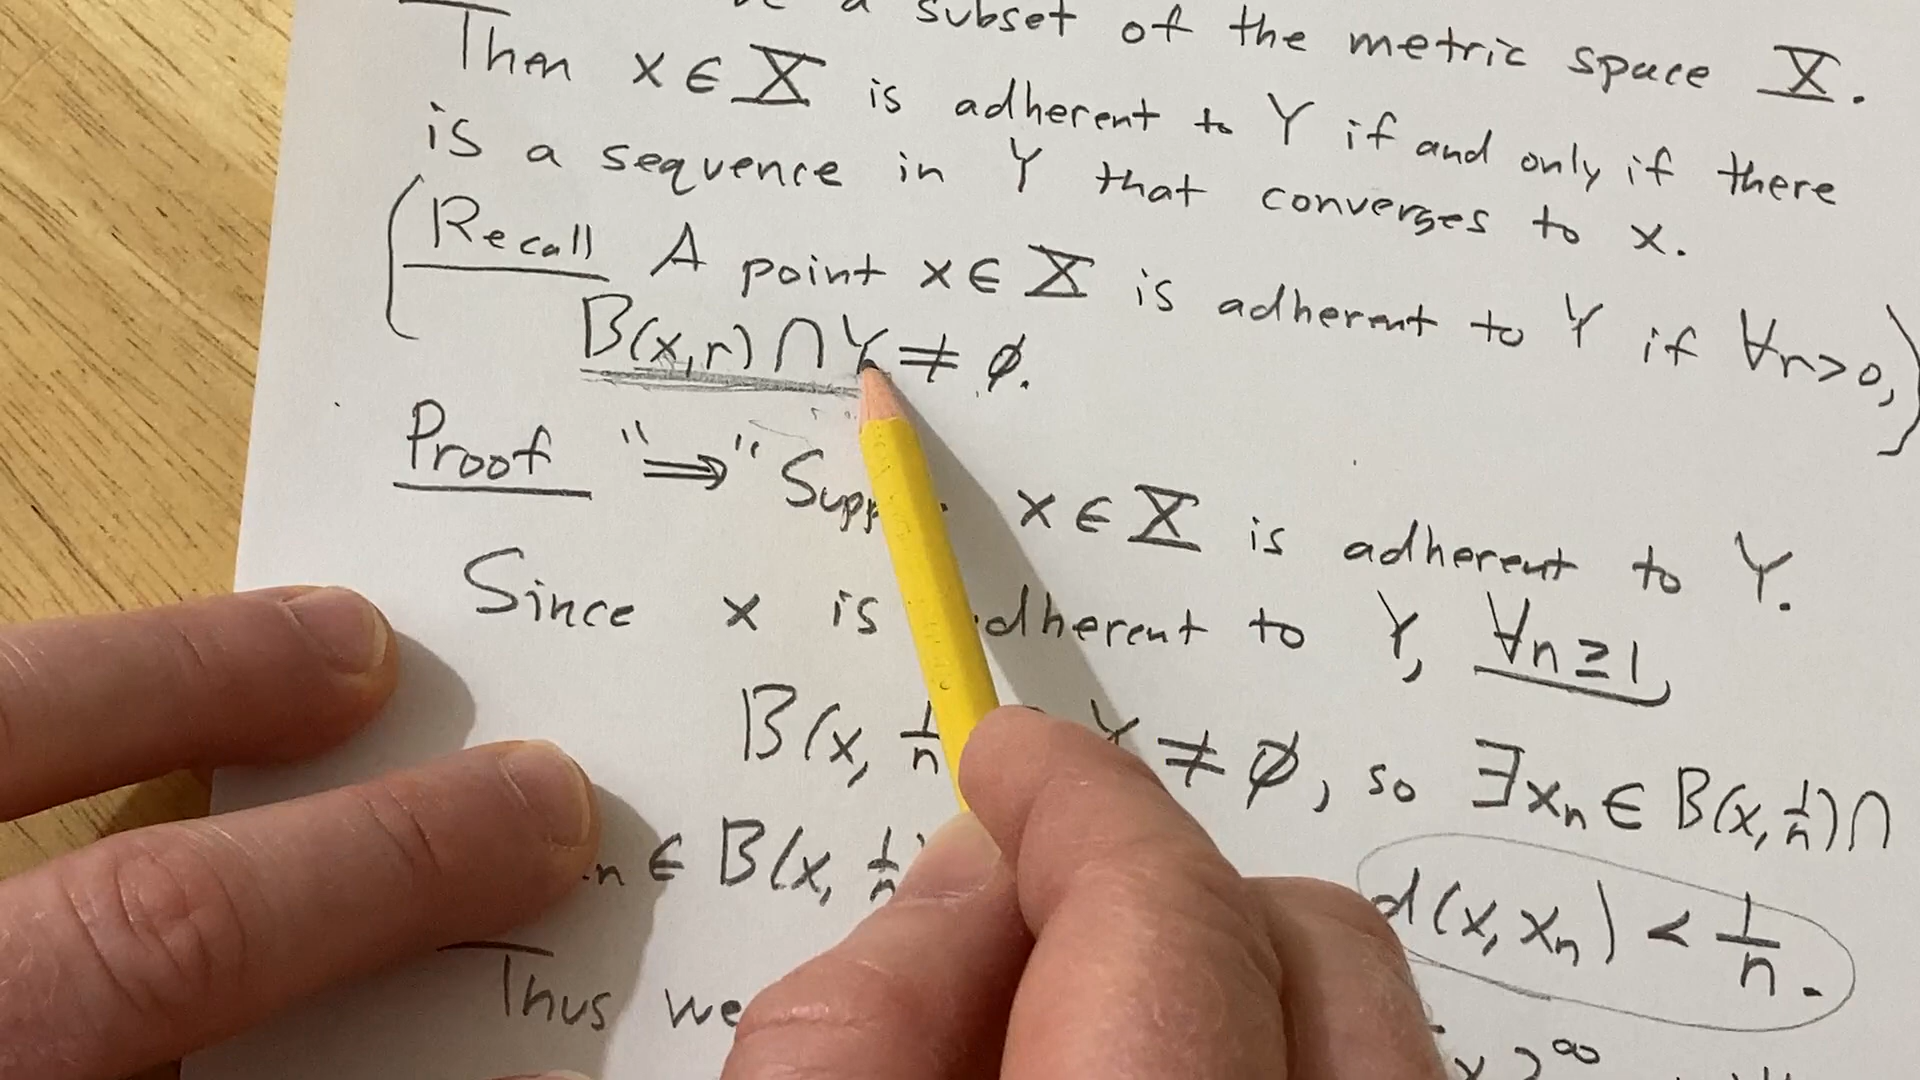 a subset of the metric space X.
Then x ∈ X is adherent to Y if and only if there
is a sequence in Y that converges to x.
(Recall A point x ∈ X is adherent to Y if ∀r>0,)
B(x,r) ∩ Y ≠ ∅.
Proof "⇒" Supp x ∈ X is adherent to Y.
Since x is adherent to Y, ∀n≥1,
B(x, 1/n Y ≠ ∅, so ∃xₙ ∈ B(x, 1/n) ∩
n ∈ B(x, 1/n) d(x, xₙ) < 1/n.
Thus we